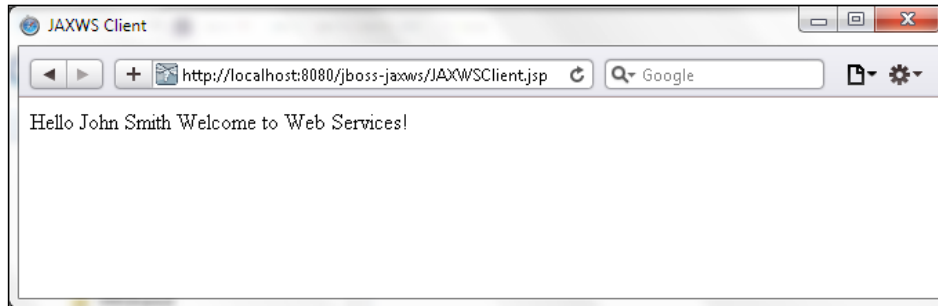 JAXWS Client
http://localhost:8080/jboss-jaxws/JAXWSClient.jsp Google
Hello John Smith Welcome to Web Services!